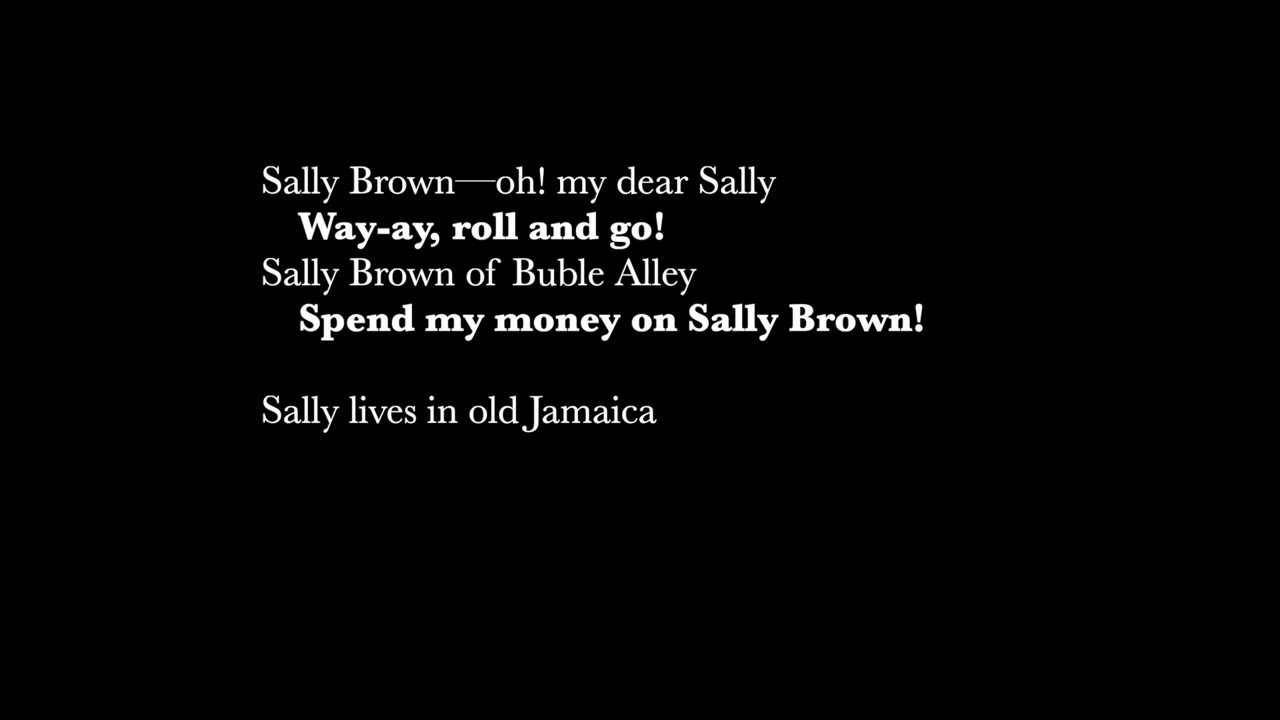 Sally Brown—oh! my dear Sally
Way-ay, roll and go!
Sally Brown of Buble Alley
Spend my money on Sally Brown!
Sally lives in old Jamaica